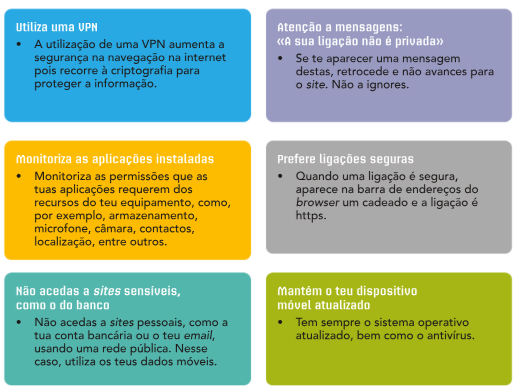 Utiliza uma VPN
• A utilização de uma VPN aumenta a
segurança na navegação na internet
pois recorre à criptografia para
proteger a informação.
Atenção a mensagens:
«A sua ligação não é privada»
• Se te aparecer uma mensagem
destas, retrocede e não avances para
o site. Não a ignores.
Monitoriza as aplicações instaladas
• Monitoriza as permissões que as
tuas aplicações requerem dos
recursos do teu equipamento, como,
por exemplo, armazenamento,
microfone, câmara, contactos,
localização, entre outros.
Prefere ligações seguras
• Quando uma ligação é segura,
aparece na barra de endereços do
browser um cadeado e a ligação é
https.
Não acedas a sites sensíveis,
como o do banco
• Não acedas a sites pessoais, como a
tua conta bancária ou o teu email,
usando uma rede pública. Nesse
caso, utiliza os teus dados móveis.
Mantém o teu dispositivo
móvel atualizado
• Tem sempre o sistema operativo
atualizado, bem como o antivírus.